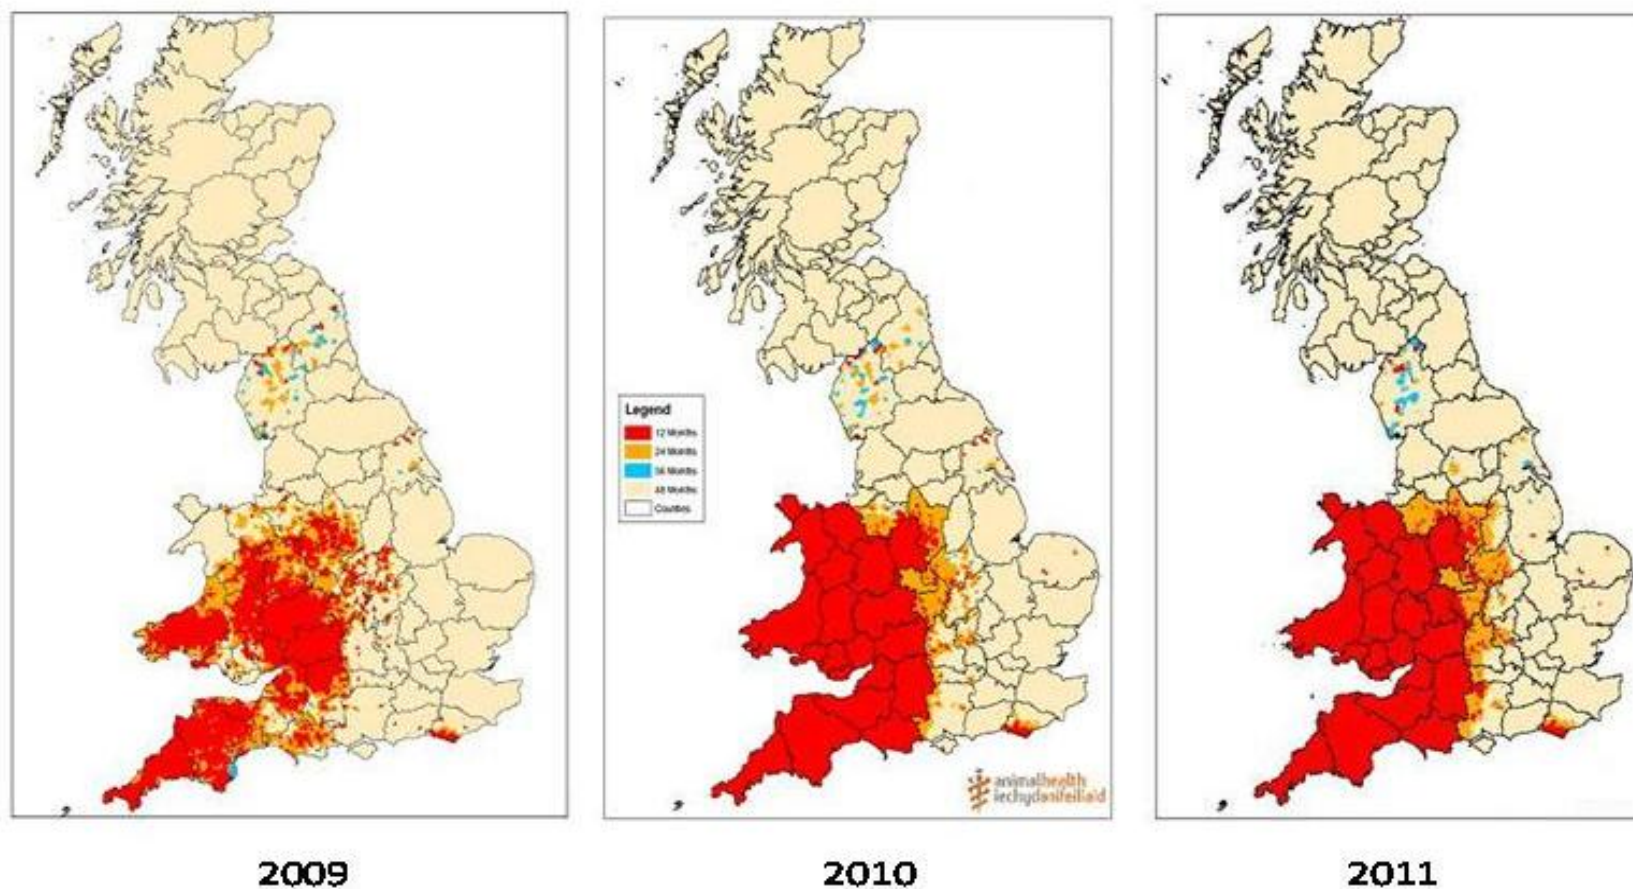 Legend
12 Months
24 Months
36 Months
48 Months
Counties
animalhealth
iechydanifeiliaid
2009
2010
2011